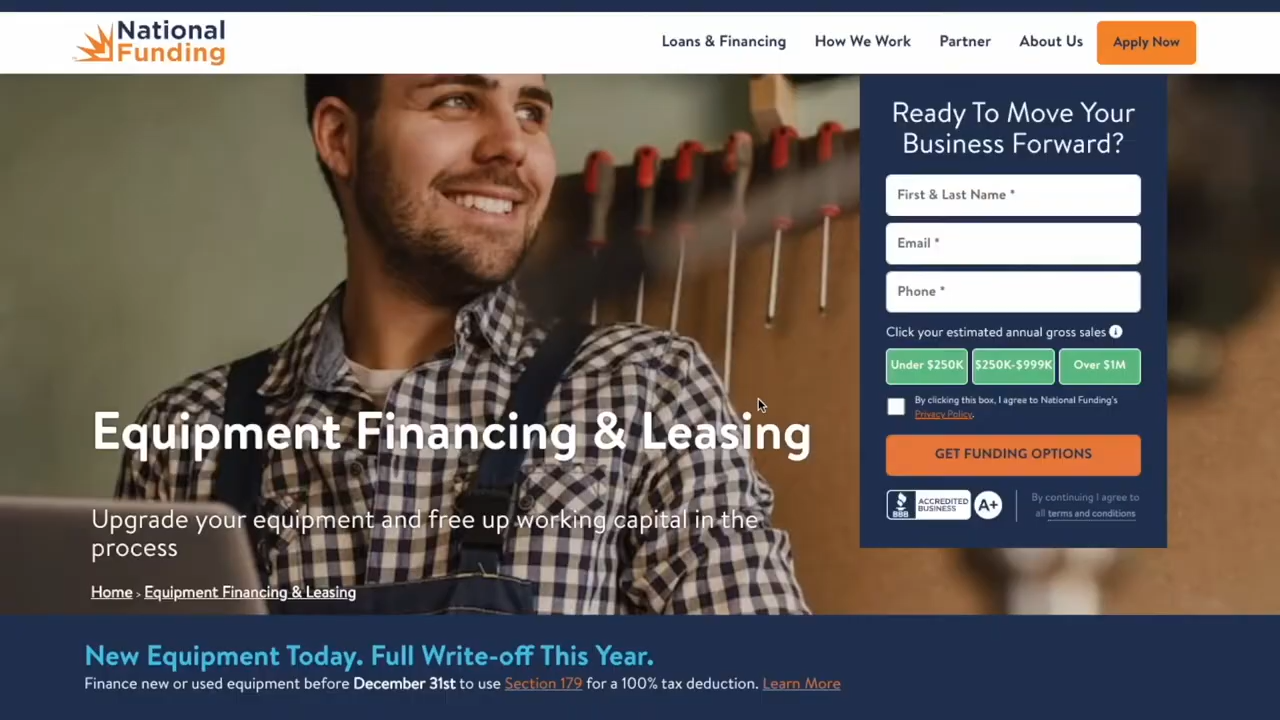 National
Funding
Loans & Financing
How We Work
Partner
About Us
Apply Now
Ready To Move Your
Business Forward?
First & Last Name *
Email *
Phone *
Click your estimated annual gross sales
Under $250K
$250K-$999K
Over $1M
By clicking this box, I agree to National Funding's
Privacy Policy.
GET FUNDING OPTIONS
BBB
ACCREDITED
BUSINESS
A+
By continuing I agree to
all terms and conditions
Equipment Financing & Leasing
Upgrade your equipment and free up working capital in the
process
Home > Equipment Financing & Leasing
New Equipment Today. Full Write-off This Year.
Finance new or used equipment before December 31st to use Section 179 for a 100% tax deduction. Learn More